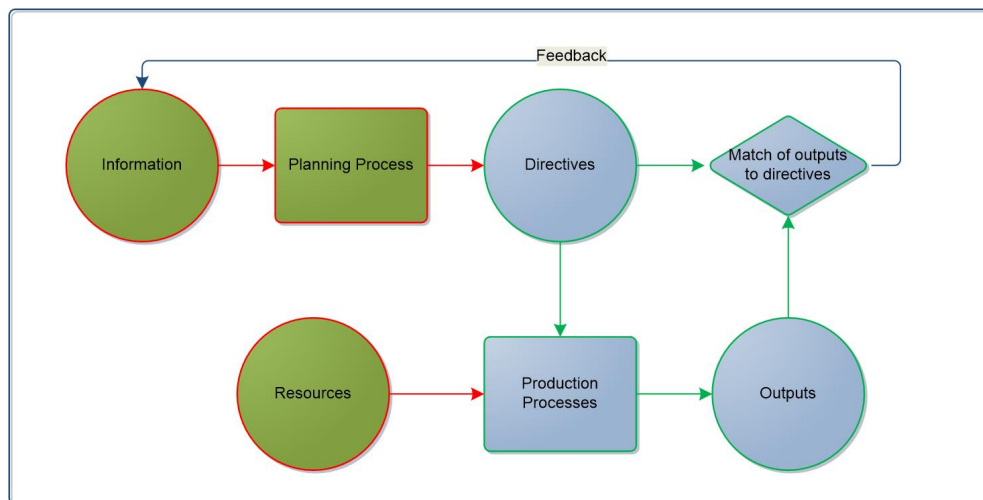 Feedback
Information
Planning Process
Directives
Match of outputs
to directives
Resources
Production
Processes
Outputs